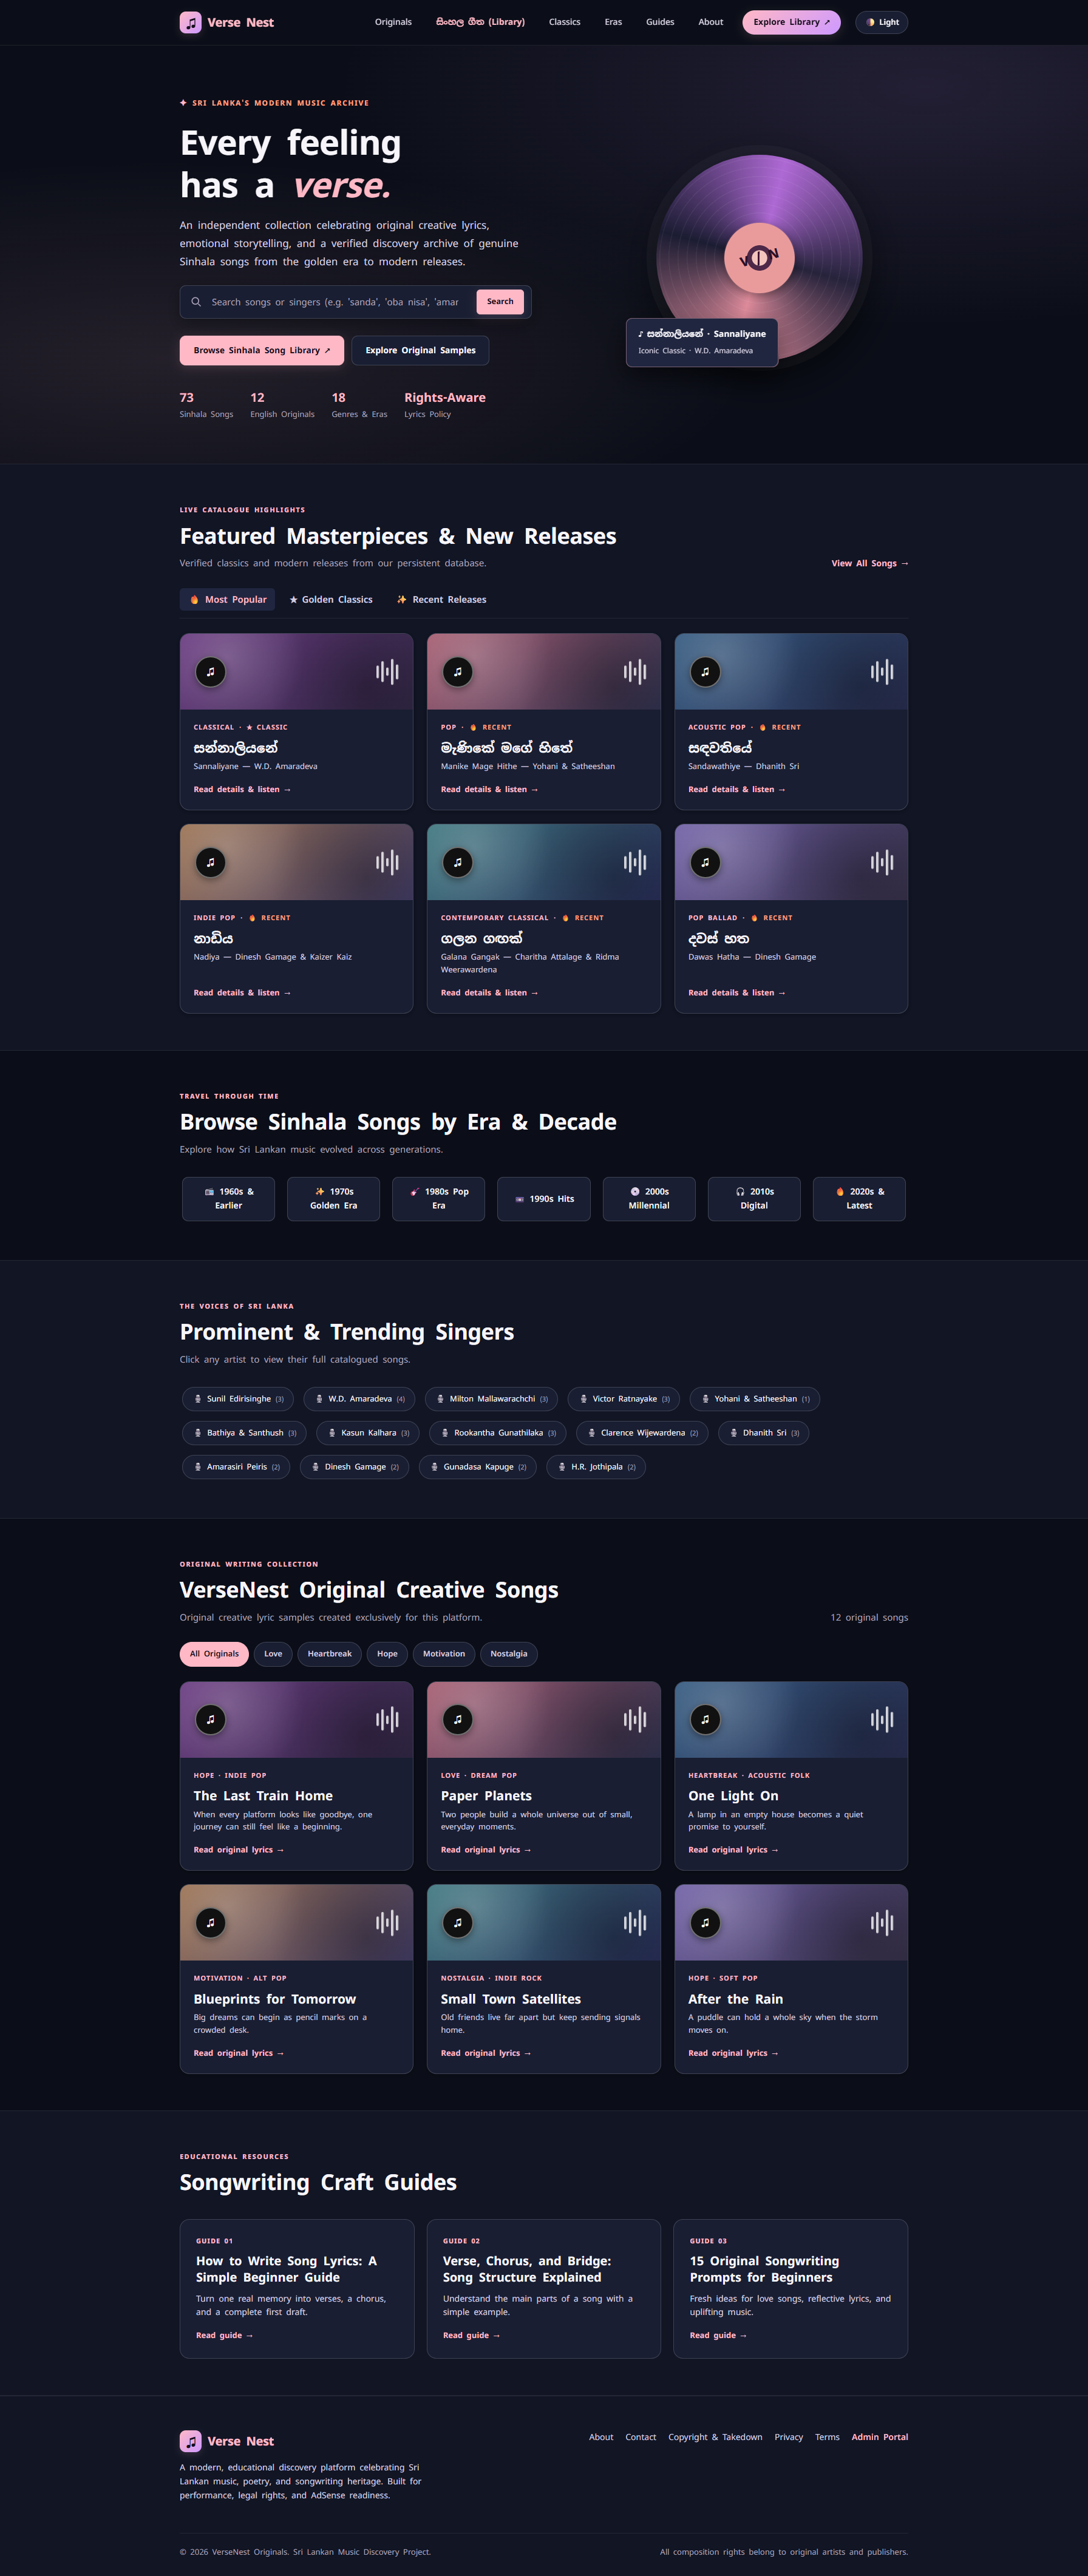 Verse Nest
Originals
සිංහල ගීත (Library)
Classics
Eras
Guides
About
Explore Library ↗
Light
✦ SRI LANKA'S MODERN MUSIC ARCHIVE
Every feeling
has a verse.
An independent collection celebrating original creative lyrics,
emotional storytelling, and a verified discovery archive of genuine
Sinhala songs from the golden era to modern releases.
Search songs or singers (e.g. 'sanda', 'oba nisa', 'amar
Search
Browse Sinhala Song Library ↗
Explore Original Samples
73
Sinhala Songs
12
English Originals
18
Genres & Eras
Rights-Aware
Lyrics Policy
♪ සන්නාලියනේ · Sannaliyane
Iconic Classic · W.D. Amaradeva
LIVE CATALOGUE HIGHLIGHTS
Featured Masterpieces & New Releases
Verified classics and modern releases from our persistent database.
View All Songs →
🔥 Most Popular
★ Golden Classics
✨ Recent Releases
CLASSICAL · ★ CLASSIC
සන්නාලියනේ
Sannaliyane — W.D. Amaradeva
Read details & listen →
POP · 🔥 RECENT
මැණිකේ මගේ හිතේ
Manike Mage Hithe — Yohani & Satheeshan
Read details & listen →
ACOUSTIC POP · 🔥 RECENT
සඳවතියේ
Sandawathiye — Dhanith Sri
Read details & listen →
INDIE POP · 🔥 RECENT
නාඩිය
Nadiya — Dinesh Gamage & Kaizer Kaiz
Read details & listen →
CONTEMPORARY CLASSICAL · 🔥 RECENT
ගලන ගඟක්
Galana Gangak — Charitha Attalage & Ridma
Weerawardena
Read details & listen →
POP BALLAD · 🔥 RECENT
දවස් හත
Dawas Hatha — Dinesh Gamage
Read details & listen →
TRAVEL THROUGH TIME
Browse Sinhala Songs by Era & Decade
Explore how Sri Lankan music evolved across generations.
📻 1960s &
Earlier
✨ 1970s
Golden Era
🎸 1980s Pop
Era
📼 1990s Hits
💿 2000s
Millennial
🎧 2010s
Digital
🔥 2020s &
Latest
THE VOICES OF SRI LANKA
Prominent & Trending Singers
Click any artist to view their full catalogued songs.
Sunil Edirisinghe (3)
W.D. Amaradeva (4)
Milton Mallawarachchi (3)
Victor Ratnayake (3)
Yohani & Satheeshan (1)
Bathiya & Santhush (3)
Kasun Kalhara (3)
Rookantha Gunathilaka (3)
Clarence Wijewardena (2)
Dhanith Sri (3)
Amarasiri Peiris (2)
Dinesh Gamage (2)
Gunadasa Kapuge (2)
H.R. Jothipala (2)
ORIGINAL WRITING COLLECTION
VerseNest Original Creative Songs
Original creative lyric samples created exclusively for this platform.
12 original songs
All Originals
Love
Heartbreak
Hope
Motivation
Nostalgia
HOPE · INDIE POP
The Last Train Home
When every platform looks like goodbye, one
journey can still feel like a beginning.
Read original lyrics →
LOVE · DREAM POP
Paper Planets
Two people build a whole universe out of small,
everyday moments.
Read original lyrics →
HEARTBREAK · ACOUSTIC FOLK
One Light On
A lamp in an empty house becomes a quiet
promise to yourself.
Read original lyrics →
MOTIVATION · ALT POP
Blueprints for Tomorrow
Big dreams can begin as pencil marks on a
crowded desk.
Read original lyrics →
NOSTALGIA · INDIE ROCK
Small Town Satellites
Old friends live far apart but keep sending signals
home.
Read original lyrics →
HOPE · SOFT POP
After the Rain
A puddle can hold a whole sky when the storm
moves on.
Read original lyrics →
EDUCATIONAL RESOURCES
Songwriting Craft Guides
GUIDE 01
How to Write Song Lyrics: A
Simple Beginner Guide
Turn one real memory into verses, a chorus,
and a complete first draft.
Read guide →
GUIDE 02
Verse, Chorus, and Bridge:
Song Structure Explained
Understand the main parts of a song with a
simple example.
Read guide →
GUIDE 03
15 Original Songwriting
Prompts for Beginners
Fresh ideas for love songs, reflective lyrics, and
uplifting music.
Read guide →
Verse Nest
A modern, educational discovery platform celebrating Sri
Lankan music, poetry, and songwriting heritage. Built for
performance, legal rights, and AdSense readiness.
About
Contact
Copyright & Takedown
Privacy
Terms
Admin Portal
© 2026 VerseNest Originals. Sri Lankan Music Discovery Project.
All composition rights belong to original artists and publishers.